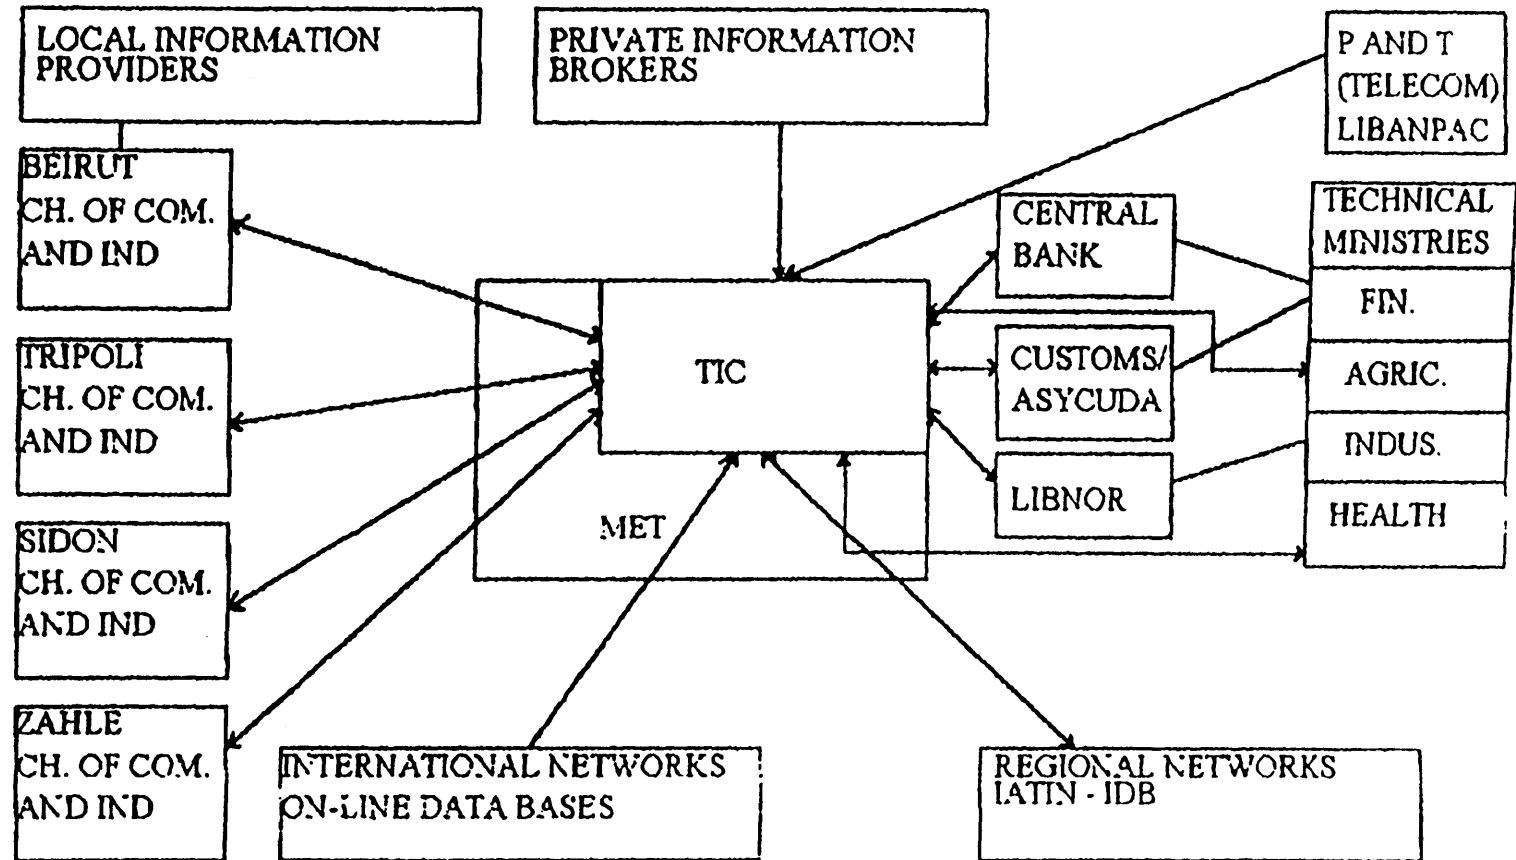 LOCAL INFORMATION
PROVIDERS
PRIVATE INFORMATION
BROKERS
P AND T
(TELECOM)
LIBANPAC
BEIRUT
CH. OF COM.
AND IND
TRIPOLI
CH. OF COM.
AND IND
SIDON
CH. OF COM.
AND IND
ZAHLE
CH. OF COM.
AND IND
TIC
MET
CENTRAL
BANK
CUSTOMS/
ASYCUDA
LIBNOR
TECHNICAL
MINISTRIES
FIN.
AGRIC.
INDUS.
HEALTH
INTERNATIONAL NETWORKS
ON-LINE DATA BASES
REGIONAL NETWORKS
IATIN - IDB